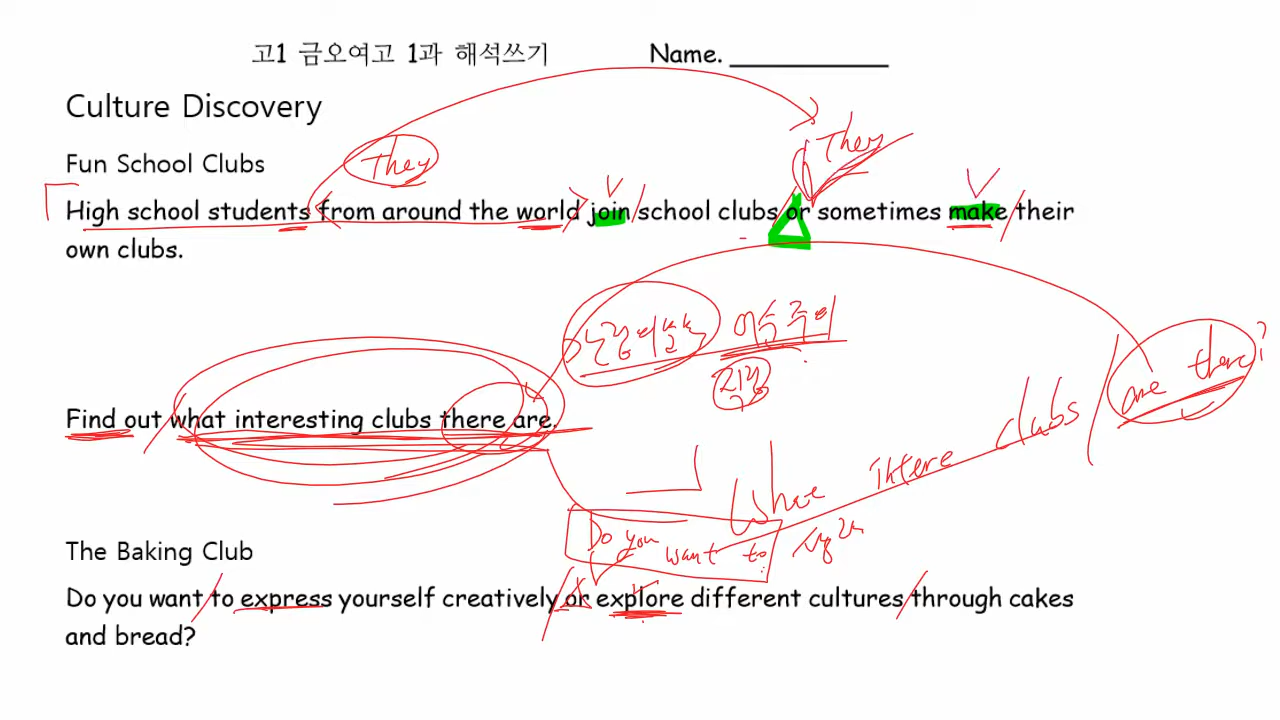 고1 금오여고 1과 해석쓰기 Name. ____________
Culture Discovery
Fun School Clubs
They
They
High school students from around the world join school clubs or sometimes make their
own clubs.
간접의문문 어순 주의
are there?
Find out what interesting clubs there are.
clubs
What
Do you
want to
The Baking Club
Do you want to express yourself creatively or explore different cultures through cakes
and bread?